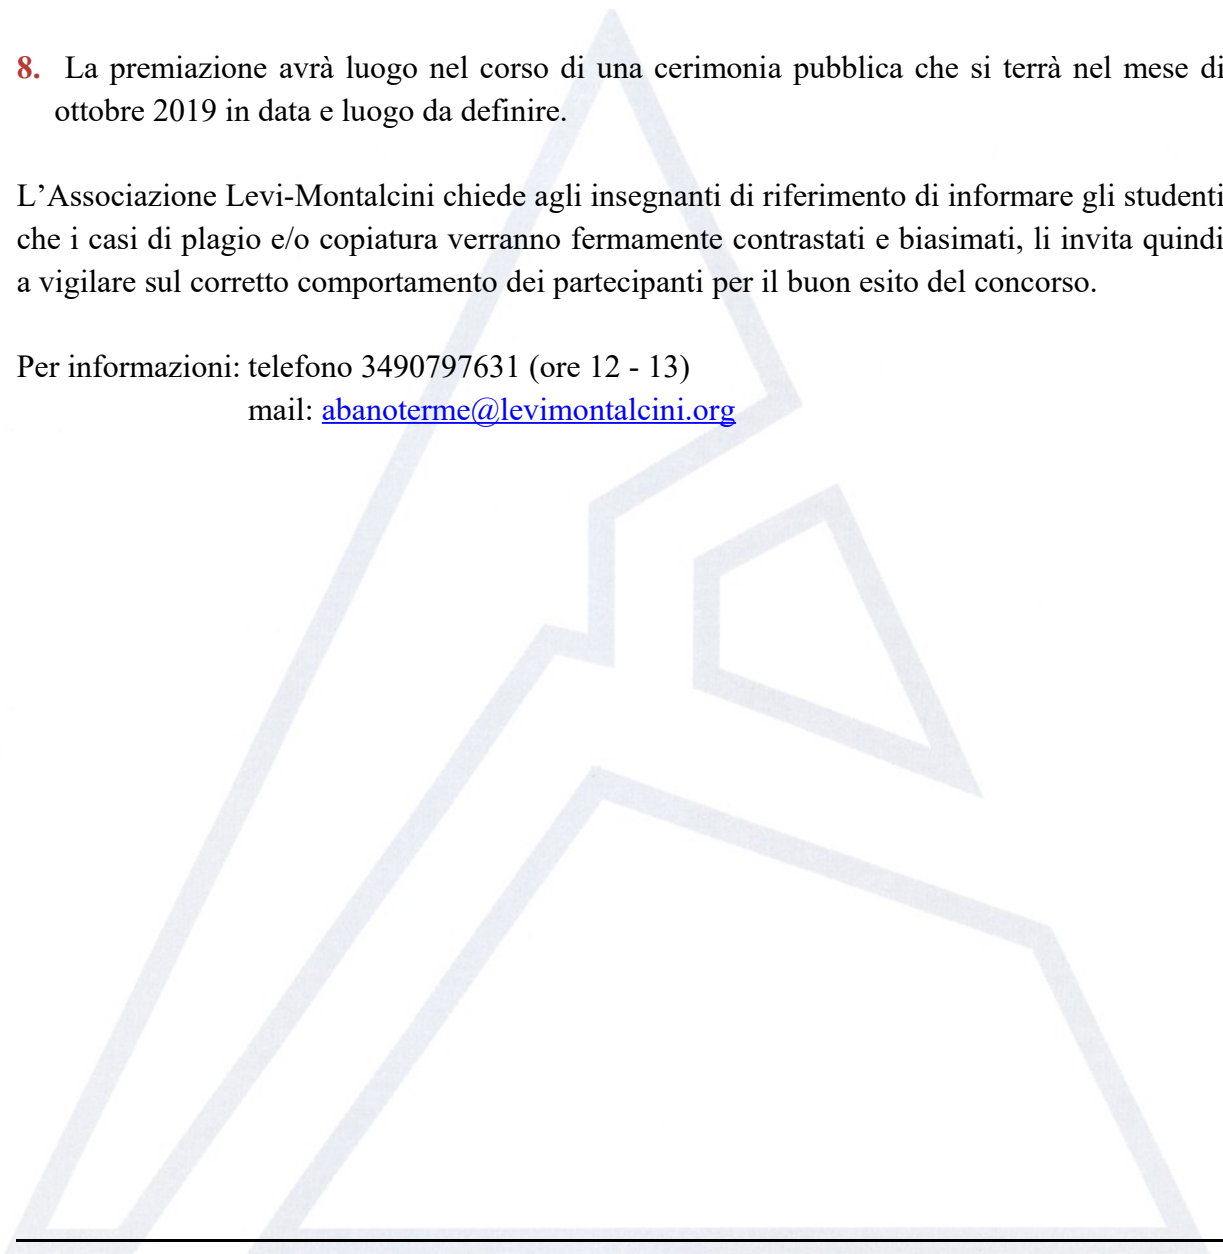 8. La premiazione avrà luogo nel corso di una cerimonia pubblica che si terrà nel mese di
ottobre 2019 in data e luogo da definire.
L’Associazione Levi-Montalcini chiede agli insegnanti di riferimento di informare gli studenti
che i casi di plagio e/o copiatura verranno fermamente contrastati e biasimati, li invita quindi
a vigilare sul corretto comportamento dei partecipanti per il buon esito del concorso.
Per informazioni: telefono 3490797631 (ore 12 - 13)
mail: abanoterme@levimontalcini.org